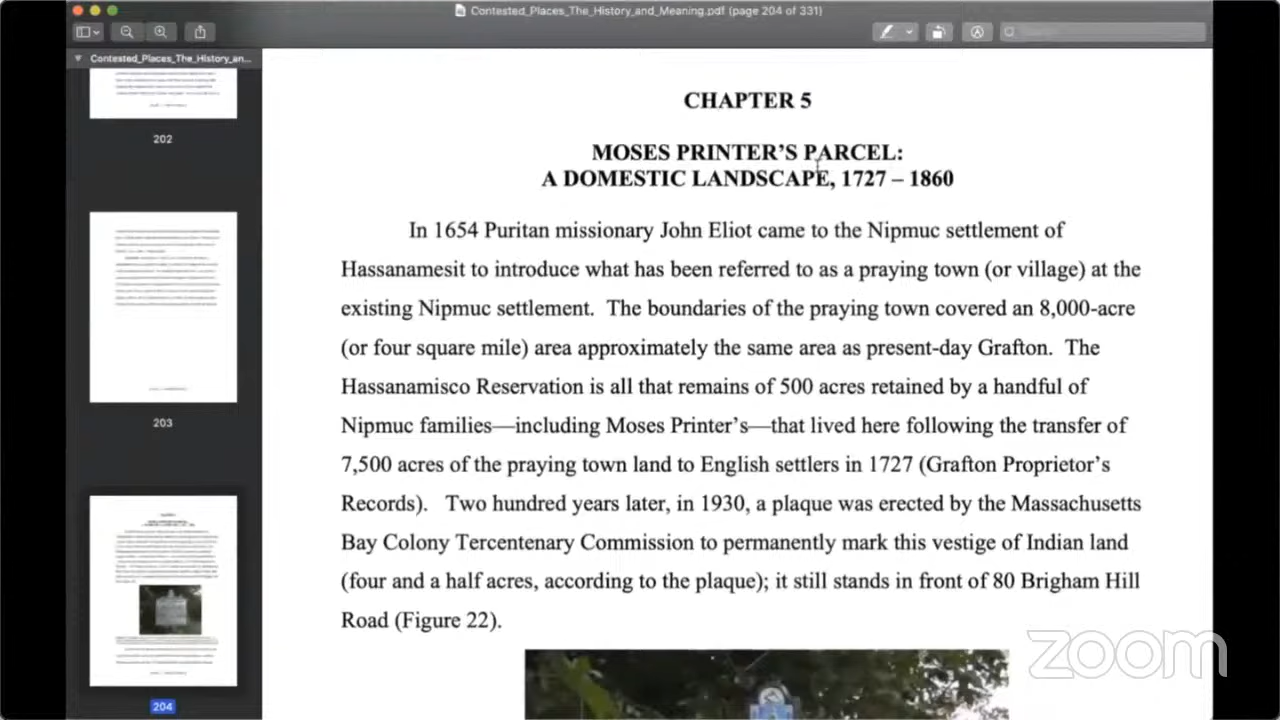 Contested_Places_The_History_and_Meaning.pdf (page 204 of 331)
Contested_Places_The_History_an...
202
203
204
CHAPTER 5
MOSES PRINTER'S PARCEL:
A DOMESTIC LANDSCAPE, 1727 – 1860
In 1654 Puritan missionary John Eliot came to the Nipmuc settlement of
Hassanamesit to introduce what has been referred to as a praying town (or village) at the
existing Nipmuc settlement. The boundaries of the praying town covered an 8,000-acre
(or four square mile) area approximately the same area as present-day Grafton. The
Hassanamisco Reservation is all that remains of 500 acres retained by a handful of
Nipmuc families—including Moses Printer's—that lived here following the transfer of
7,500 acres of the praying town land to English settlers in 1727 (Grafton Proprietor's
Records). Two hundred years later, in 1930, a plaque was erected by the Massachusetts
Bay Colony Tercentenary Commission to permanently mark this vestige of Indian land
(four and a half acres, according to the plaque); it still stands in front of 80 Brigham Hill
Road (Figure 22).
zoom